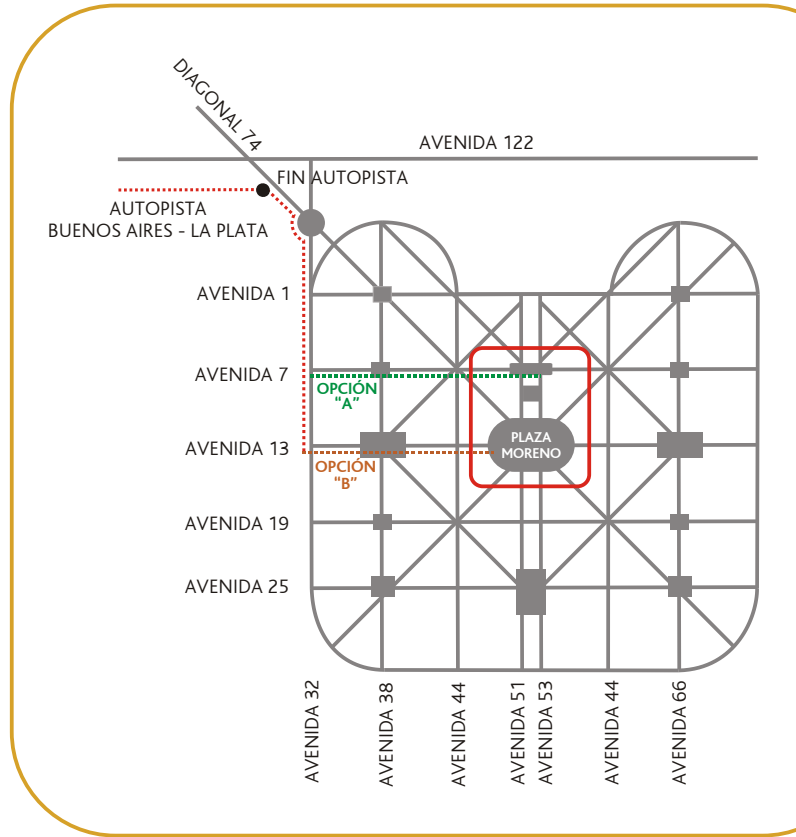 DIAGONAL 74
AVENIDA 122
FIN AUTOPISTA
AUTOPISTA
BUENOS AIRES - LA PLATA
AVENIDA 1
AVENIDA 7
OPCIÓN
"A"
PLAZA
MORENO
AVENIDA 13
OPCIÓN
"B"
AVENIDA 19
AVENIDA 25
AVENIDA 32
AVENIDA 38
AVENIDA 44
AVENIDA 51
AVENIDA 53
AVENIDA 44
AVENIDA 66